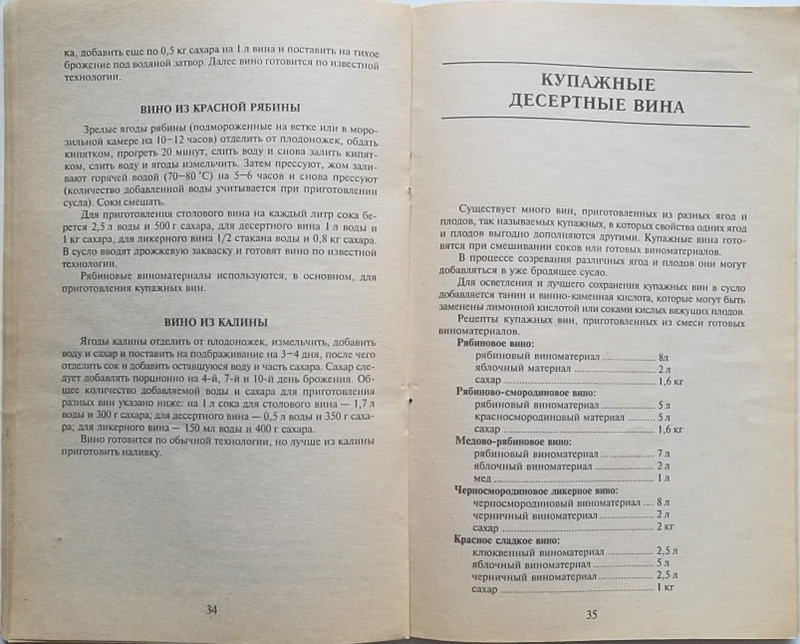 ка, добавить еще по 0,5 кг сахара на 1 л вина и поставить на тихое
брожение под водяной затвор. Далее вино готовится по известной
технологии.
ВИНО ИЗ КРАСНОЙ РЯБИНЫ
Зрелые ягоды рябины (подмороженные на ветке или в моро-
зильной камере на 10—12 часов) отделить от плодоножек, обдать
кипятком, прогреть 20 минут, слить воду и снова залить кипят-
ком, слить воду и ягоды измельчить. Затем прессуют, жом зали-
вают горячей водой (70—80 °С) на 5—6 часов и снова прессуют
(количество добавленной воды учитывается при приготовлении
сусла). Соки смешать.
Для приготовления столового вина на каждый литр сока бе-
рется 2,5 л воды и 500 г сахара, для десертного вина 1 л воды и
1 кг сахара, для ликерного вина 1/2 стакана воды и 0,8 кг сахара.
В сусло вводят дрожжевую закваску и готовят вино по известной
технологии.
Рябиновые виноматериалы используются, в основном, для
приготовления купажных вин.
ВИНО ИЗ КАЛИНЫ
Ягоды калины отделить от плодоножек, измельчить, добавить
воду и сахар и поставить на подбраживание на 3—4 дня, после чего
отделить сок и добавить оставшуюся воду и часть сахара. Сахар сле-
дует добавлять порционно на 4-й, 7-й и 10-й день брожения. Об-
щее количество добавляемой воды и сахара для приготовления
разных вин указано ниже: на 1 л сока для столового вина — 1,7 л
воды и 300 г сахара; для десертного вина — 0,5 л воды и 350 г саха-
ра; для ликерного вина — 150 мл воды и 400 г сахара.
Вино готовится по обычной технологии, но лучше из калины
приготовить наливку.
34
КУПАЖНЫЕ
ДЕСЕРТНЫЕ ВИНА
Существует много вин, приготовленных из разных ягод и
плодов, так называемых купажных, в которых свойства одних ягод
и плодов выгодно дополняются другими. Купажные вина гото-
вятся при смешивании соков или готовых виноматериалов.
В процессе созревания различных ягод и плодов они могут
добавляться в уже бродящее сусло.
Для осветления и лучшего сохранения купажных вин в сусло
добавляется танин и винно-каменная кислота, которые могут быть
заменены лимонной кислотой или соками кислых вяжущих плодов.
Рецепты купажных вин, приготовленных из смеси готовых
виноматериалов.
Рябиновое вино:
рябиновый виноматериал ................ 8л
яблочный материал ................ 2 л
сахар ................ 1,6 кг
Рябиново-смородиновое вино:
рябиновый виноматериал ................ 5 л
красносмородиновый материал ........ 5 л
сахар ................ 1,6 кг
Медово-рябиновое вино:
рябиновый виноматериал ................ 7 л
яблочный виноматериал ................ 2 л
мед ................ 1 л
Черносмородиновое ликерное вино:
черносмородиновый виноматериал .... 8 л
черничный виноматериал ................ 2 л
сахар ................ 2 кг
Красное сладкое вино:
клюквенный виноматериал ................ 2,5 л
яблочный виноматериал ................ 5 л
черничный виноматериал ................ 2,5 л
сахар ................ 1 кг
35